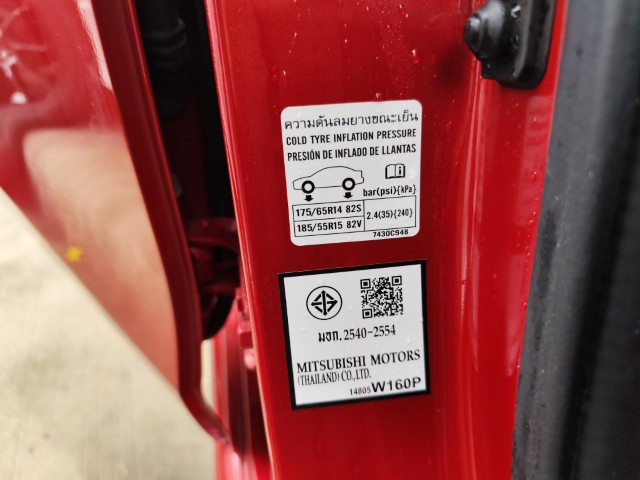 ความดันลมยางขณะเย็น
COLD TYRE INFLATION PRESSURE
PRESIÓN DE INFLADO DE LLANTAS
bar(psi){kPa}
175/65R14 82S
185/55R15 82V
2.4(35){240}
7430C948
มอก.2540-2554
MITSUBISHI MOTORS
(THAILAND) CO.,LTD.
14805 W160P